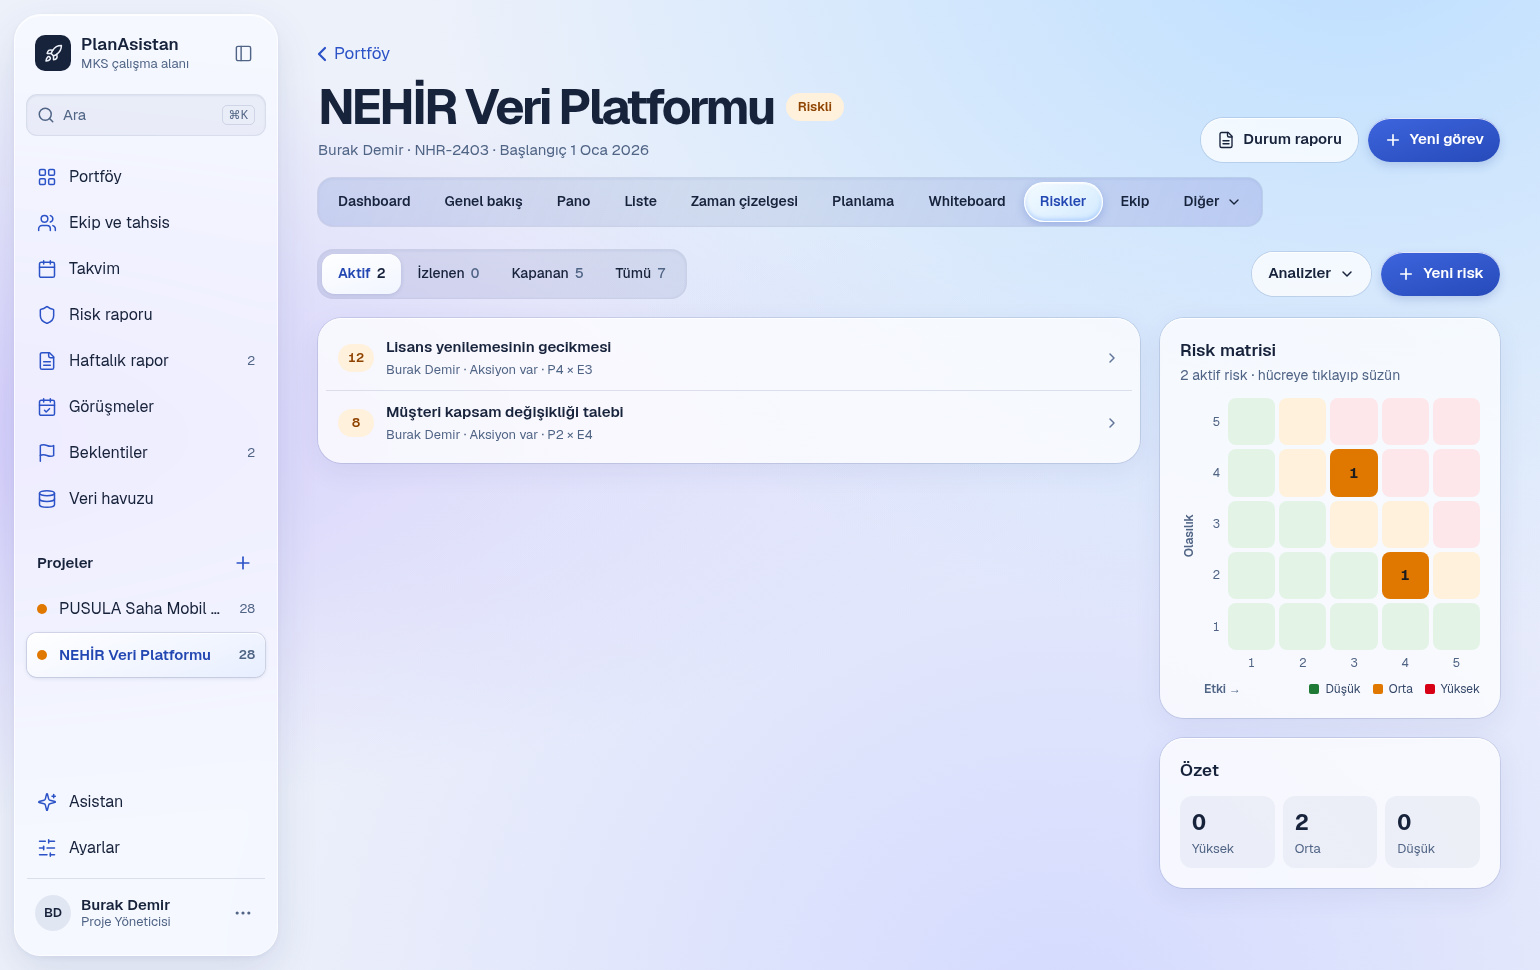 PlanAsistan
MKS çalışma alanı
Ara
⌘K
Portföy
Ekip ve tahsis
Takvim
Risk raporu
Haftalık rapor 2
Görüşmeler
Beklentiler 2
Veri havuzu
Projeler
PUSULA Saha Mobil ... 28
NEHİR Veri Platformu 28
Asistan
Ayarlar
BD
Burak Demir
Proje Yöneticisi
Portföy
NEHİR Veri Platformu Riskli
Burak Demir · NHR-2403 · Başlangıç 1 Oca 2026
Durum raporu
Yeni görev
Dashboard Genel bakış Pano Liste Zaman çizelgesi Planlama Whiteboard Riskler Ekip Diğer
Aktif 2 İzlenen 0 Kapanan 5 Tümü 7
Analizler
Yeni risk
12
Lisans yenilemesinin gecikmesi
Burak Demir · Aksiyon var · P4 × E3
8
Müşteri kapsam değişikliği talebi
Burak Demir · Aksiyon var · P2 × E4
Risk matrisi
2 aktif risk · hücreye tıklayıp süzün
Olasılık
5
4 1
3
2 1
1
1 2 3 4 5
Etki → Düşük Orta Yüksek
Özet
0 2 0
Yüksek Orta Düşük